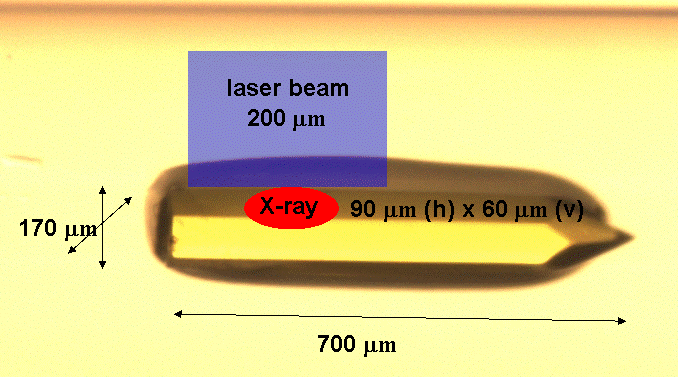 laser beam
200 μm
X-ray
90 μm (h) x 60 μm (v)
170 μm
700 μm